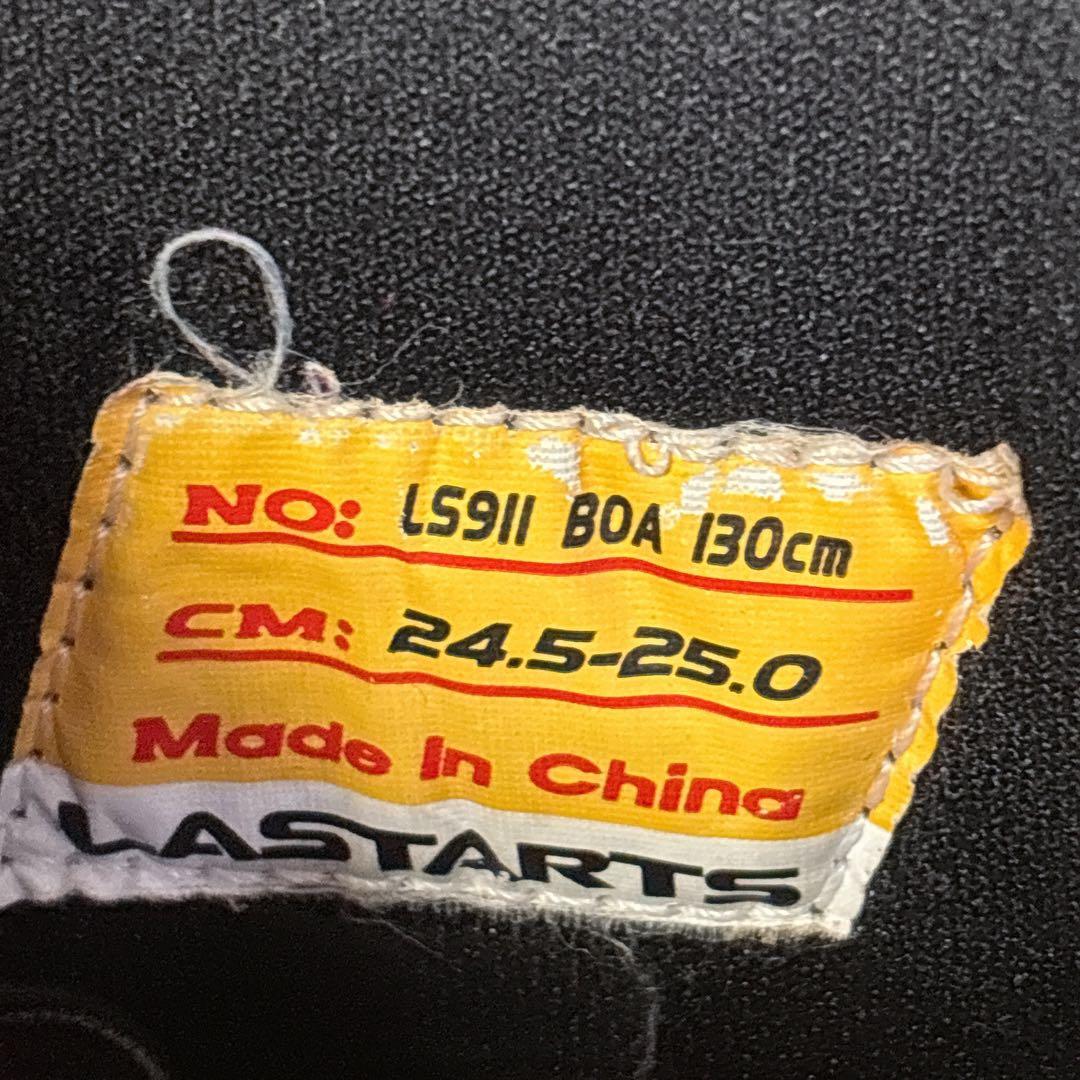 NO: LS911 BOA 130cm
CM: 24.5-25.0
Made In China
LASTARTS